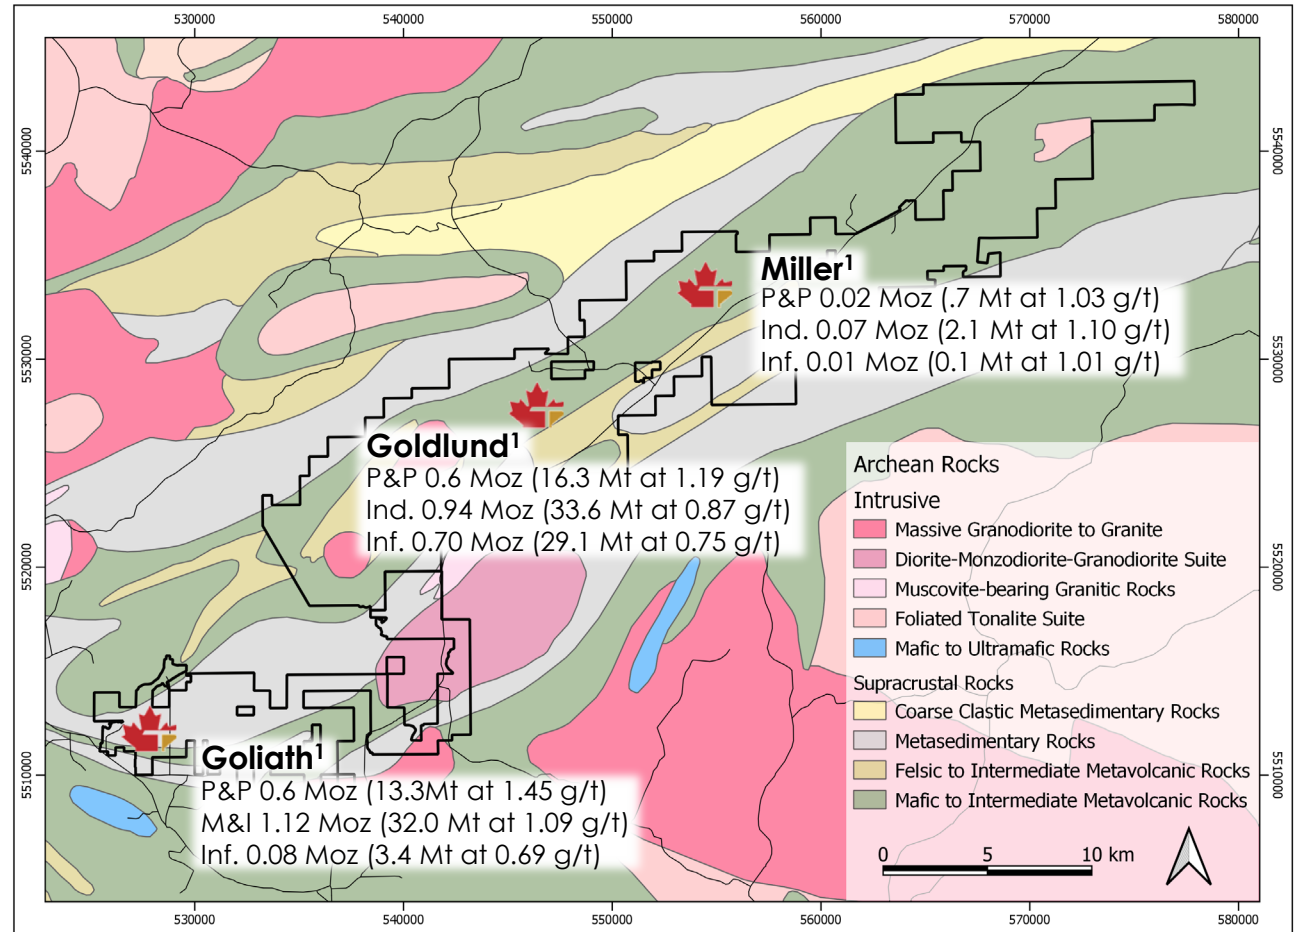 530000 540000 550000 560000 570000 580000
5540000 5540000
5530000 5530000
5520000 5520000
5510000 5510000
Miller¹
P&P 0.02 Moz (.7 Mt at 1.03 g/t)
Ind. 0.07 Moz (2.1 Mt at 1.10 g/t)
Inf. 0.01 Moz (0.1 Mt at 1.01 g/t)
Goldlund¹
P&P 0.6 Moz (16.3 Mt at 1.19 g/t)
Ind. 0.94 Moz (33.6 Mt at 0.87 g/t)
Inf. 0.70 Moz (29.1 Mt at 0.75 g/t)
Goliath¹
P&P 0.6 Moz (13.3Mt at 1.45 g/t)
M&I 1.12 Moz (32.0 Mt at 1.09 g/t)
Inf. 0.08 Moz (3.4 Mt at 0.69 g/t)
Archean Rocks
Intrusive
Massive Granodiorite to Granite
Diorite-Monzodiorite-Granodiorite Suite
Muscovite-bearing Granitic Rocks
Foliated Tonalite Suite
Mafic to Ultramafic Rocks
Supracrustal Rocks
Coarse Clastic Metasedimentary Rocks
Metasedimentary Rocks
Felsic to Intermediate Metavolcanic Rocks
Mafic to Intermediate Metavolcanic Rocks
0 5 10 km
530000 540000 550000 560000 570000 580000